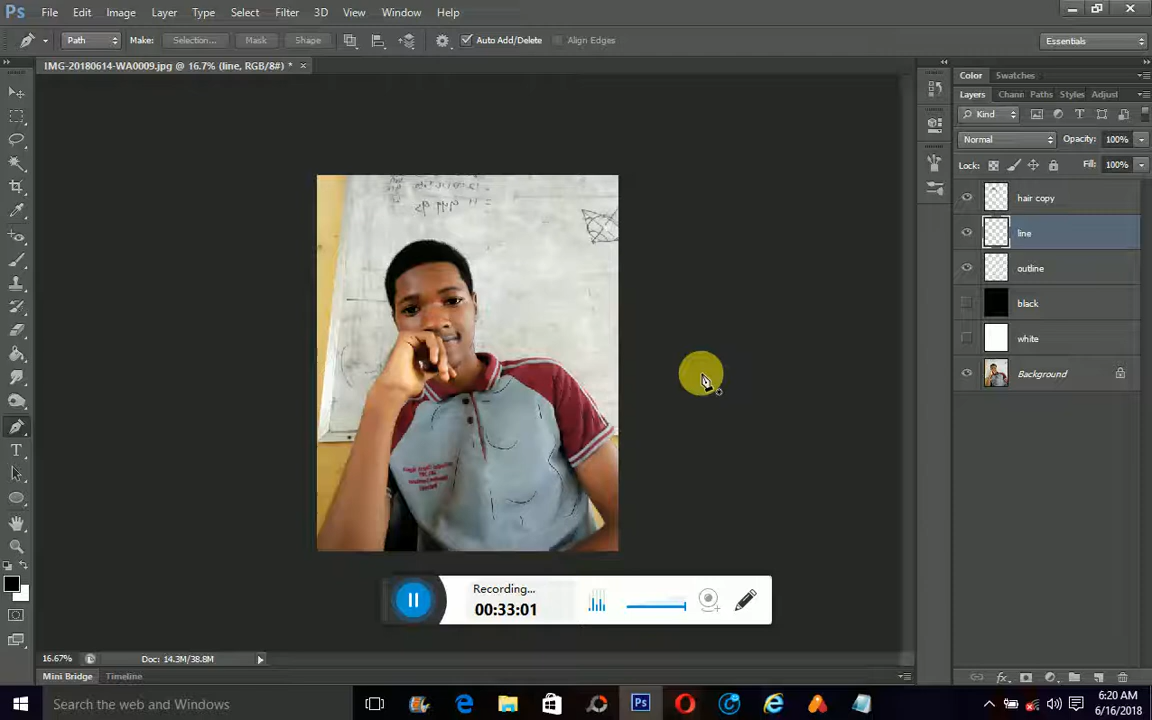 Ps File Edit Image Layer Type Select Filter 3D View Window Help
Path Make: Selection... Mask Shape Auto Add/Delete Align Edges Essentials
IMG-20180614-WA0009.jpg @ 16.7% (line, RGB/8#) * ×
Color Swatches
Layers Chann Paths Styles Adjust
Kind
Normal Opacity: 100%
Lock: Fill: 100%
hair copy
line
outline
black
white
Background
Recording...
00:33:01
16.67% Doc: 14.3M/38.8M
Mini Bridge Timeline
Search the web and Windows
6:20 AM
6/16/2018